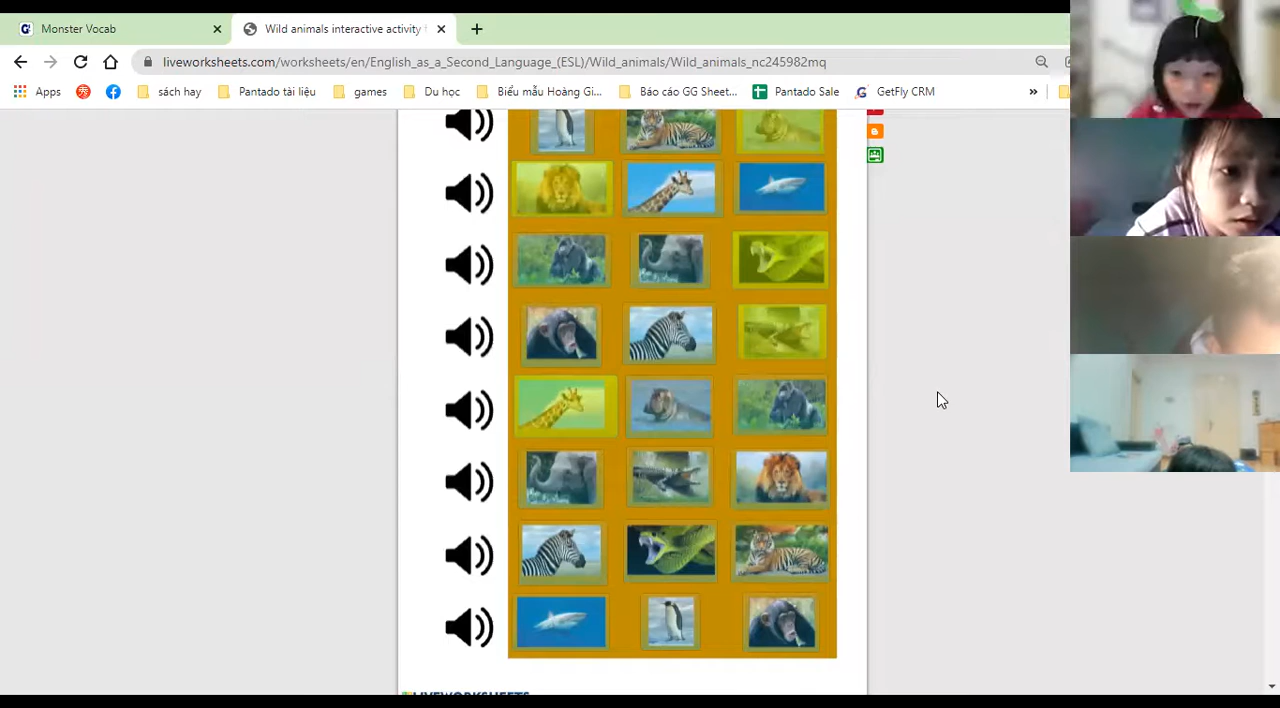 Monster Vocab
Wild animals interactive activity
liveworksheets.com/worksheets/en/English_as_a_Second_Language_(ESL)/Wild_animals/Wild_animals_nc245982mq
Apps
sách hay
Pantado tài liệu
games
Du học
Biểu mẫu Hoàng Gi...
Báo cáo GG Sheet...
Pantado Sale
GetFly CRM
»
LIVEWORKSHEETS